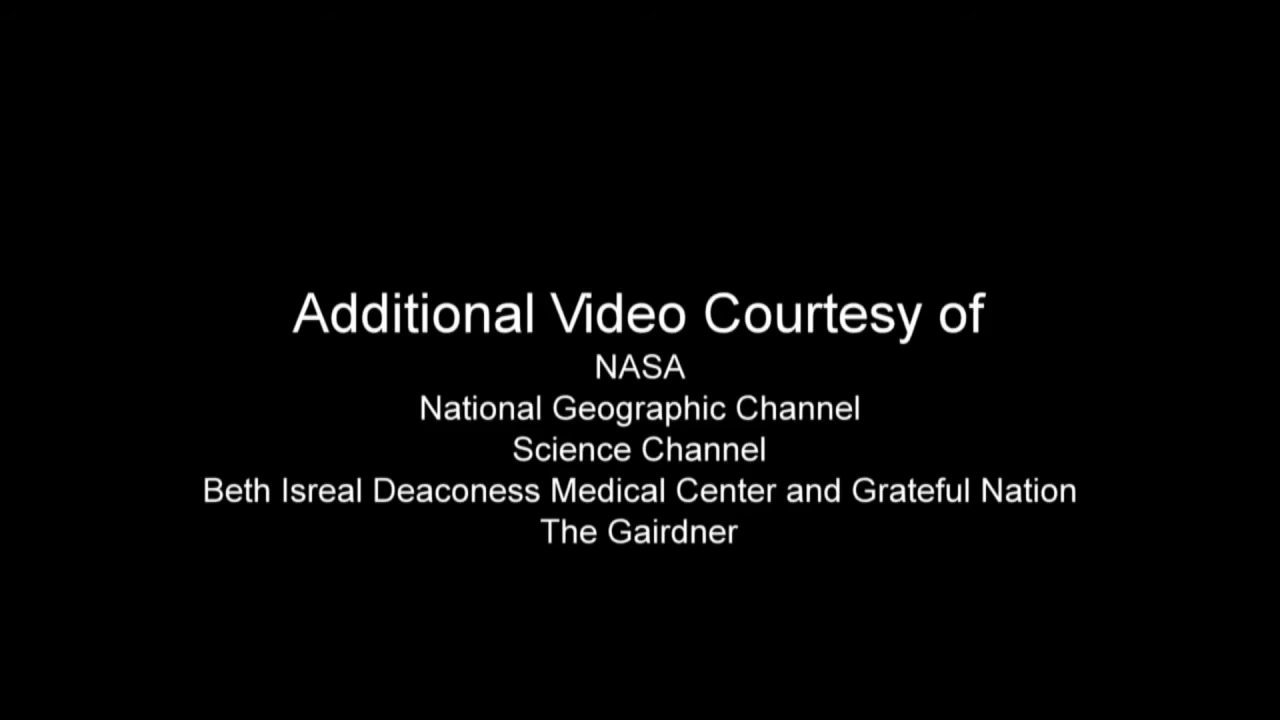 Additional Video Courtesy of
NASA
National Geographic Channel
Science Channel
Beth Isreal Deaconess Medical Center and Grateful Nation
The Gairdner